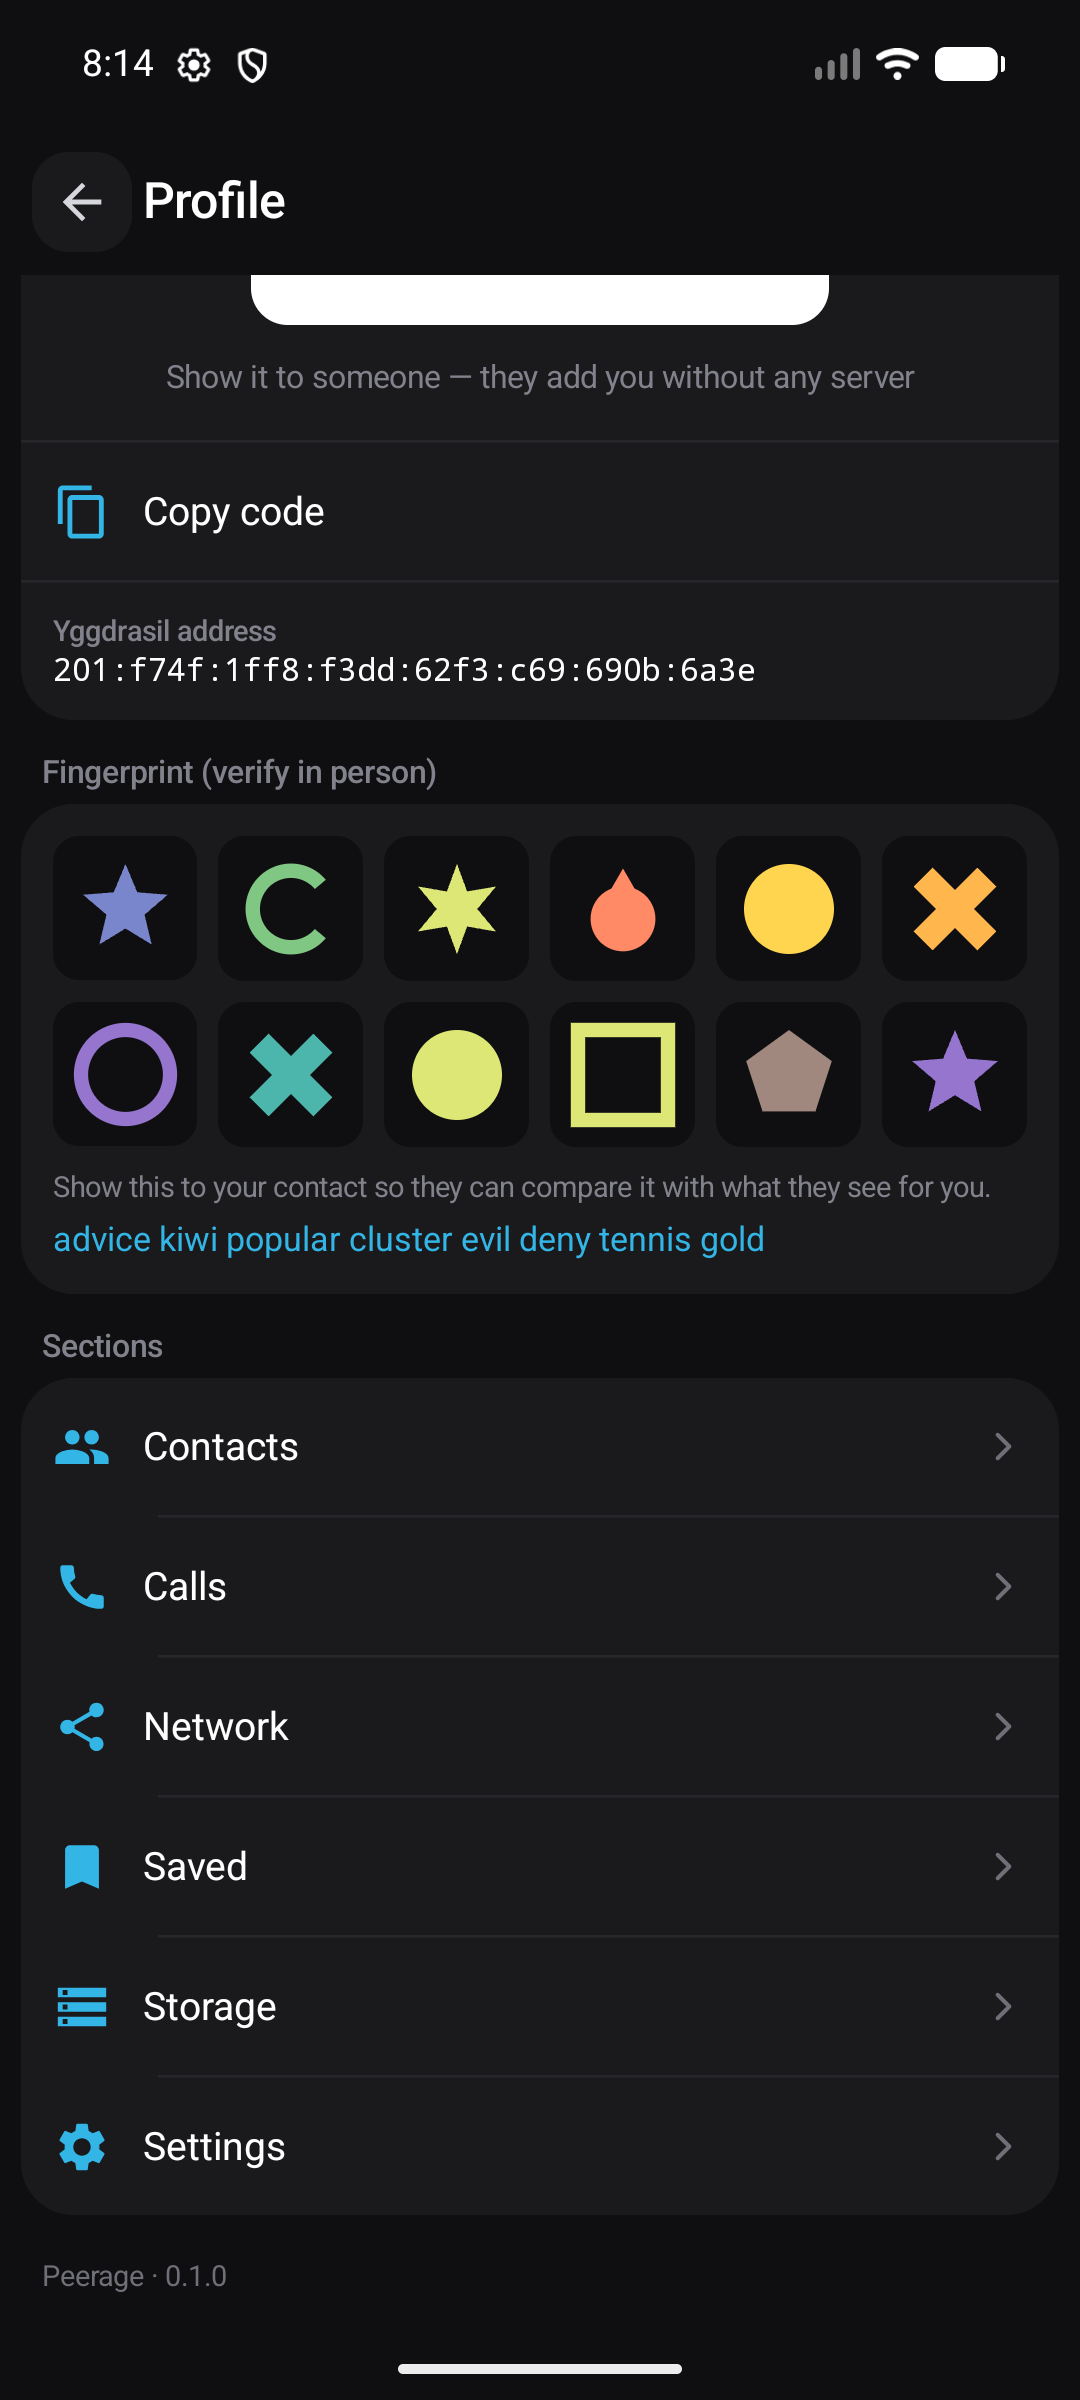 8:14
Profile
Show it to someone — they add you without any server
Copy code
Yggdrasil address
201:f74f:1ff8:f3dd:62f3:c69:690b:6a3e
Fingerprint (verify in person)
Show this to your contact so they can compare it with what they see for you.
advice kiwi popular cluster evil deny tennis gold
Sections
Contacts
Calls
Network
Saved
Storage
Settings
Peerage · 0.1.0